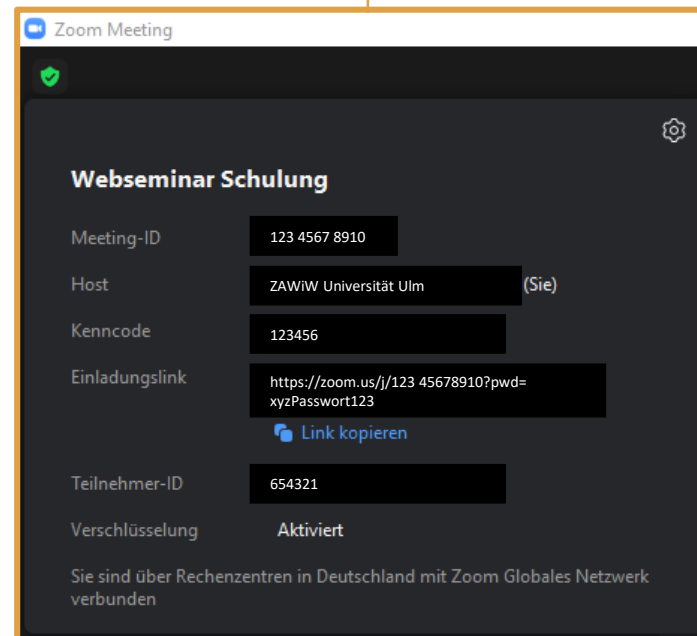 Zoom Meeting
Webseminar Schulung
Meeting-ID 123 4567 8910
Host ZAWiW Universität Ulm (Sie)
Kenncode 123456
Einladungslink https://zoom.us/j/123 45678910?pwd=
xyzPasswort123
Link kopieren
Teilnehmer-ID 654321
Verschlüsselung Aktiviert
Sie sind über Rechenzentren in Deutschland mit Zoom Globales Netzwerk
verbunden